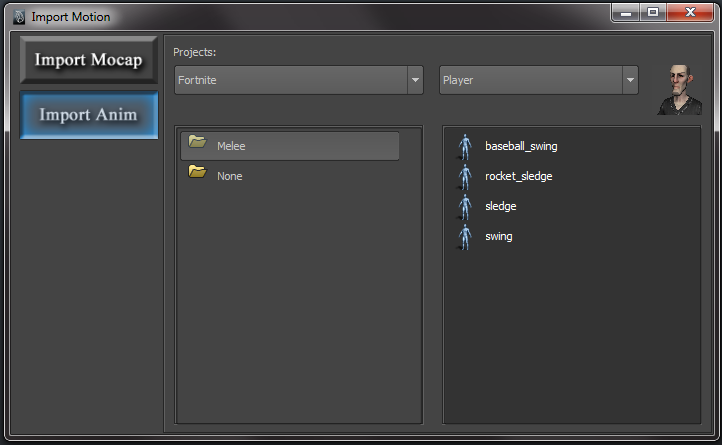 Import Motion
Import Mocap
Import Anim
Projects:
Fortnite
Player
Melee
None
baseball_swing
rocket_sledge
sledge
swing